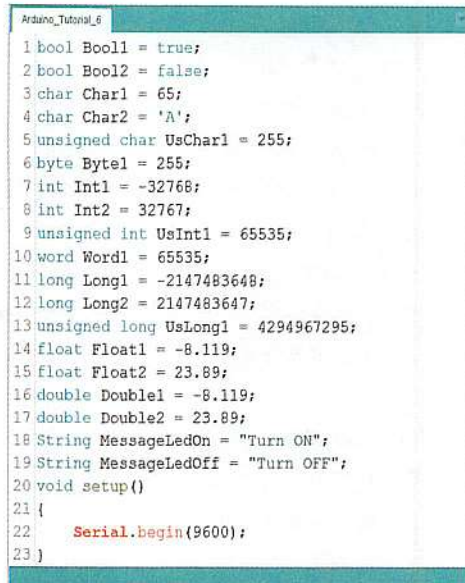 Arduino_Tutorial_6
1 bool Bool1 = true;
2 bool Bool2 = false;
3 char Char1 = 65;
4 char Char2 = 'A';
5 unsigned char UsChar1 = 255;
6 byte Byte1 = 255;
7 int Int1 = -32768;
8 int Int2 = 32767;
9 unsigned int UsInt1 = 65535;
10 word Word1 = 65535;
11 long Long1 = -2147483648;
12 long Long2 = 2147483647;
13 unsigned long UsLong1 = 4294967295;
14 float Float1 = -8.119;
15 float Float2 = 23.89;
16 double Double1 = -8.119;
17 double Double2 = 23.89;
18 String MessageLedOn = "Turn ON";
19 String MessageLedOff = "Turn OFF";
20 void setup()
21 {
22 Serial.begin(9600);
23 }